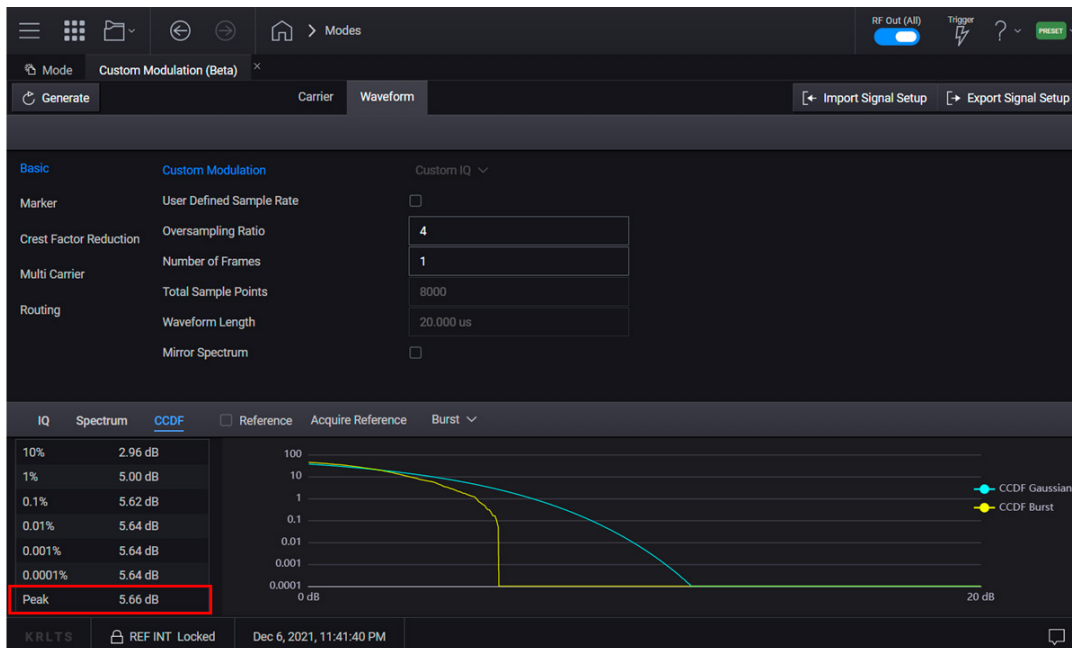 RF Out (All)
Trigger
Modes
PRESET
Mode
Custom Modulation (Beta)
Generate
Carrier
Waveform
Import Signal Setup
Export Signal Setup
Basic
Custom Modulation
Custom IQ
Marker
User Defined Sample Rate
Crest Factor Reduction
Oversampling Ratio
4
Number of Frames
1
Multi Carrier
Total Sample Points
8000
Routing
Waveform Length
20.000 us
Mirror Spectrum
IQ
Spectrum
CCDF
Reference
Acquire Reference
Burst
10% 2.96 dB
1% 5.00 dB
0.1% 5.62 dB
0.01% 5.64 dB
0.001% 5.64 dB
0.0001% 5.64 dB
Peak 5.66 dB
100
10
1
0.1
0.01
0.001
0.0001
0 dB
20 dB
CCDF Gaussian
CCDF Burst
KRLTS
REF INT Locked
Dec 6, 2021, 11:41:40 PM